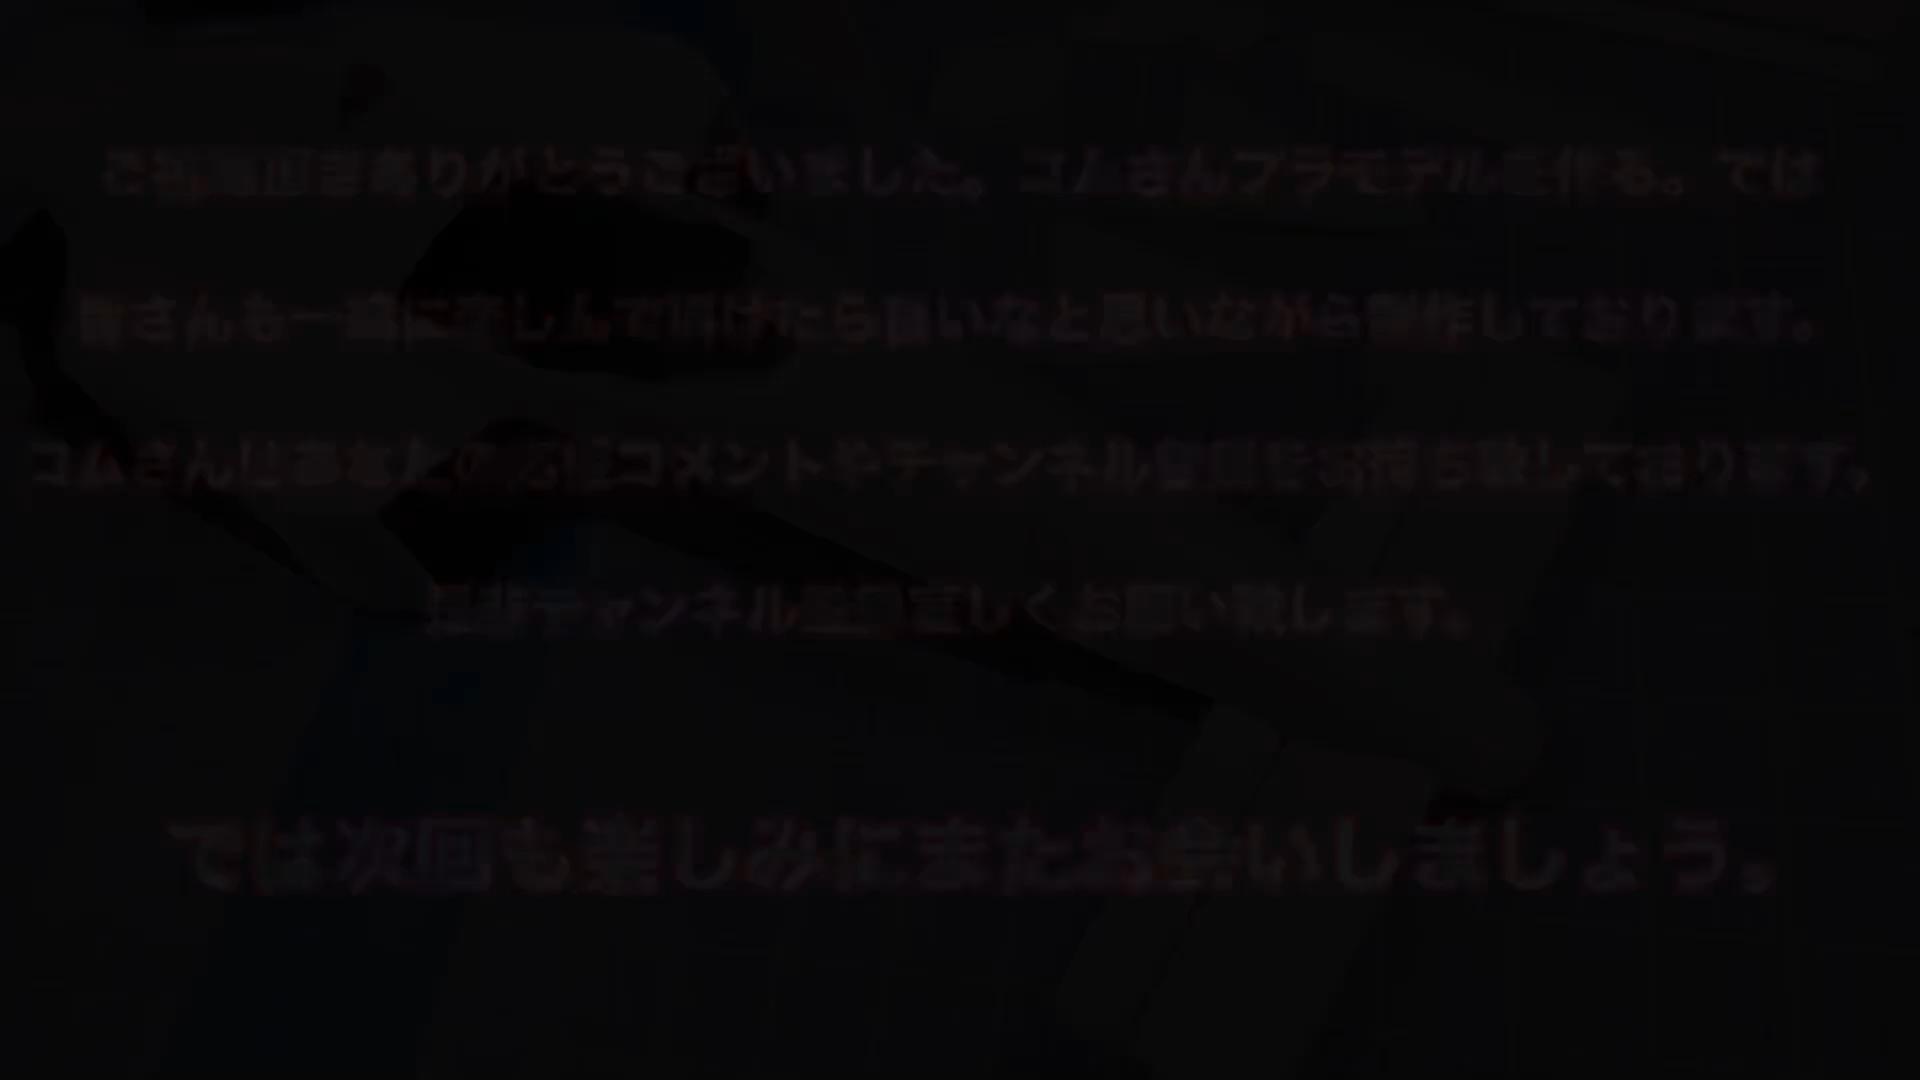 ご視聴頂きありがとうございました。コムさんプラモデルを作る。では
皆さんも一緒に楽しんで頂けたら良いなと思いながら製作しております。
コムさんはあなたの応援コメントやチャンネル登録をお待ち致しております。
是非チャンネル登録宜しくお願い致します。
では次回も楽しみにまたお会いしましょう。